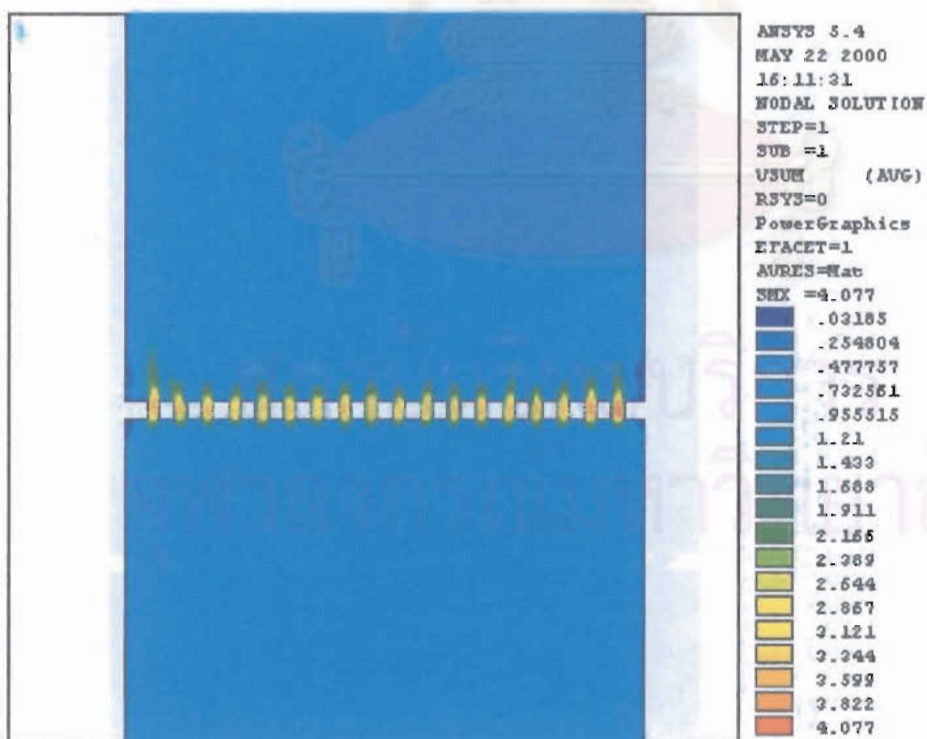 ANSYS 5.4
MAY 22 2000
16:11:31
NODAL SOLUTION
STEP=1
SUB =1
USUM (AVG)
RSYS=0
PowerGraphics
EFACET=1
AVRES=Mat
SMX =4.077
.03185
.254804
.477757
.732561
.955515
1.21
1.433
1.688
1.911
2.166
2.389
2.644
2.867
3.121
3.344
3.599
3.822
4.077